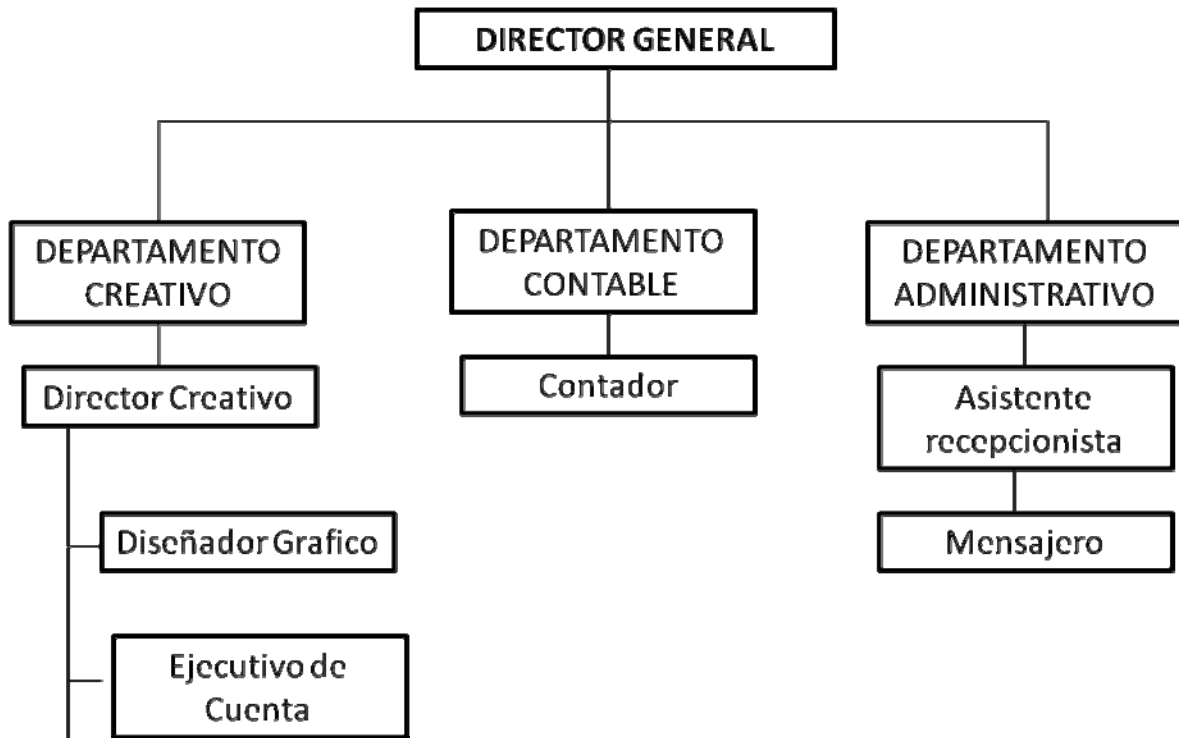 DIRECTOR GENERAL
DEPARTAMENTO
CREATIVO
DEPARTAMENTO
CONTABLE
DEPARTAMENTO
ADMINISTRATIVO
Director Creativo
Contador
Asistente
recepcionista
Diseñador Grafico
Mensajero
Ejecutivo de
Cuenta